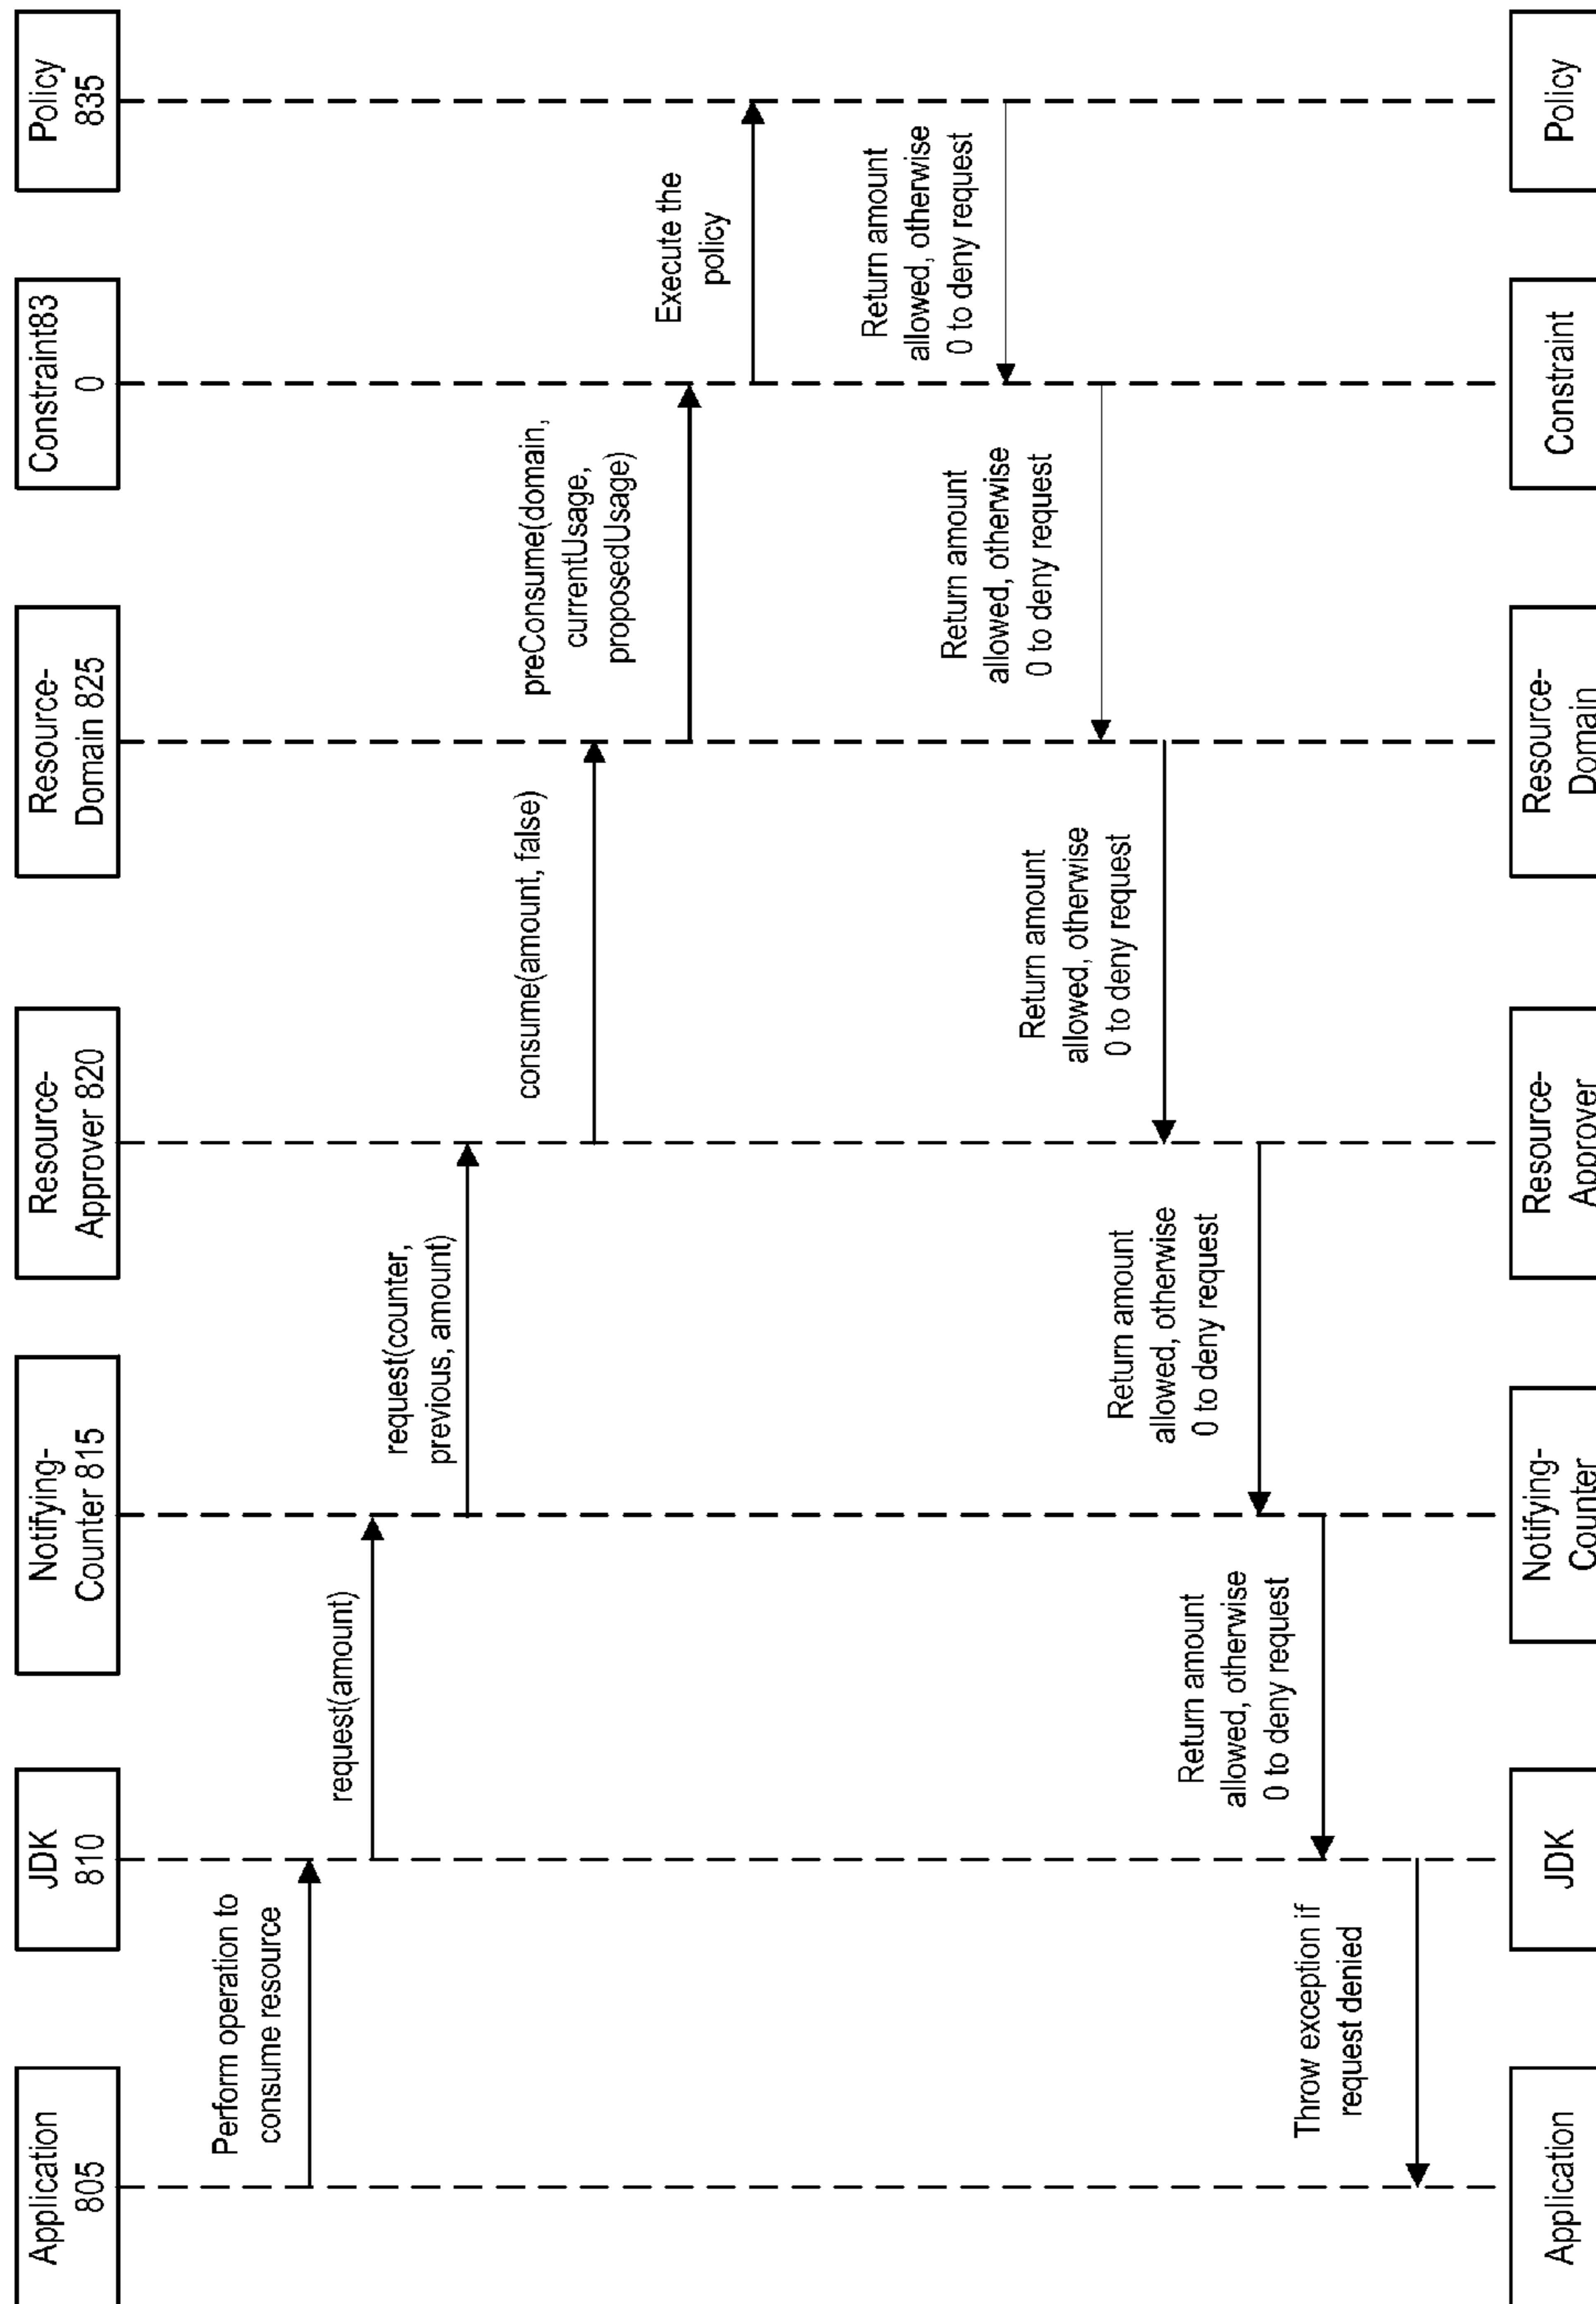 Application
805
JDK
810
Notifying-
Counter 815
Resource-
Approver 820
Resource-
Domain 825
Constraint83
0
Policy
835
Perform operation to
consume resource
request(amount)
request(counter,
previous, amount)
consume(amount, false)
preConsume(domain,
currentUsage,
proposedUsage)
Execute the
policy
Return amount
allowed, otherwise
0 to deny request
Return amount
allowed, otherwise
0 to deny request
Return amount
allowed, otherwise
0 to deny request
Return amount
allowed, otherwise
0 to deny request
Return amount
allowed, otherwise
0 to deny request
Throw exception if
request denied
Application
JDK
Notifying-
Counter
Resource-
Approver
Resource-
Domain
Constraint
Policy